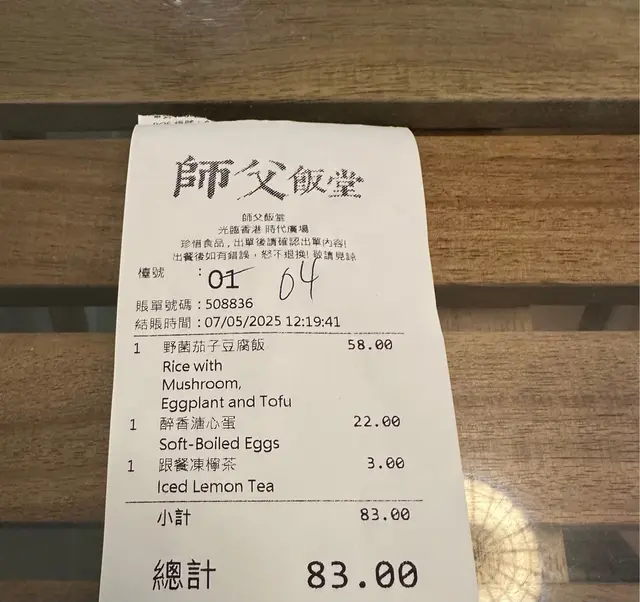 師父飯堂
師父飯堂
光臨香港 時代廣場
珍惜食品, 出單後請確認出單內容!
出餐後如有錯誤, 恕不退換! 敬請見諒
檯號 : 01 04
賬單號碼 : 508836
結賬時間 : 07/05/2025 12:19:41
1 野菌茄子豆腐飯 58.00
Rice with
Mushroom,
Eggplant and Tofu
1 醉香溏心蛋 22.00
Soft-Boiled Eggs
1 跟餐凍檸茶 3.00
Iced Lemon Tea
小計 83.00
總計 83.00